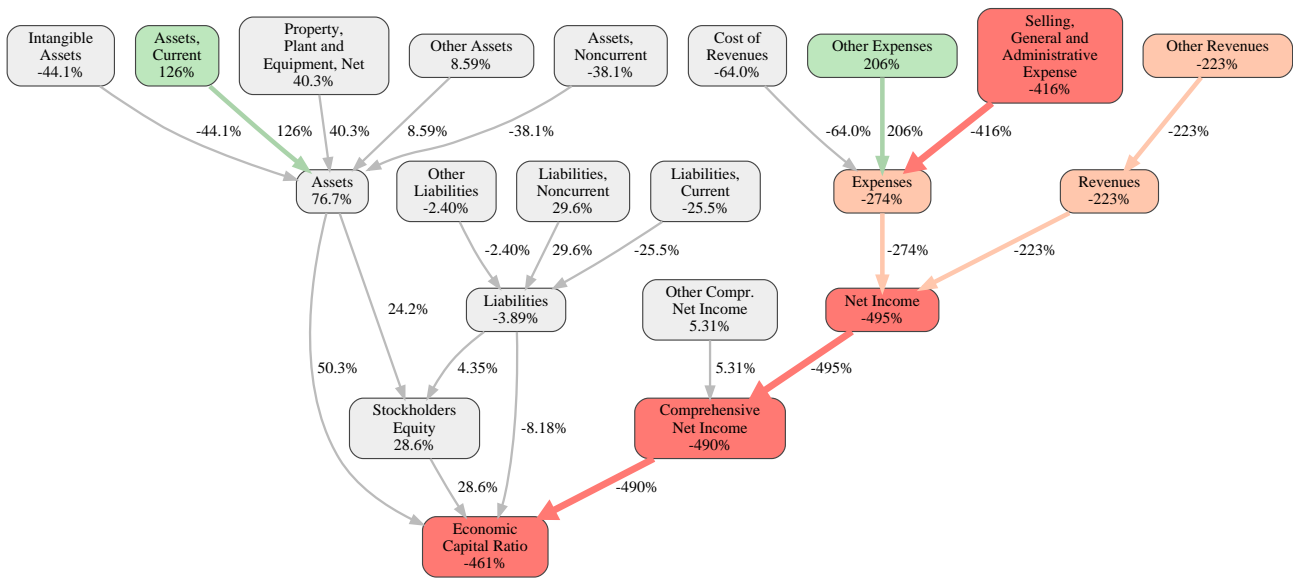 Intangible
Assets
-44.1%
Assets,
Current
126%
Property,
Plant and
Equipment, Net
40.3%
Other Assets
8.59%
Assets,
Noncurrent
-38.1%
Cost of
Revenues
-64.0%
Other Expenses
206%
Selling,
General and
Administrative
Expense
-416%
Other Revenues
-223%
-44.1%
126%
40.3%
8.59%
-38.1%
-64.0%
206%
-416%
-223%
Assets
76.7%
Other
Liabilities
-2.40%
Liabilities,
Noncurrent
29.6%
Liabilities,
Current
-25.5%
Expenses
-274%
Revenues
-223%
-2.40%
29.6%
-25.5%
-274%
-223%
24.2%
Liabilities
-3.89%
Other Compr.
Net Income
5.31%
Net Income
-495%
50.3%
4.35%
5.31%
-495%
Stockholders
Equity
28.6%
-8.18%
Comprehensive
Net Income
-490%
28.6%
-490%
Economic
Capital Ratio
-461%